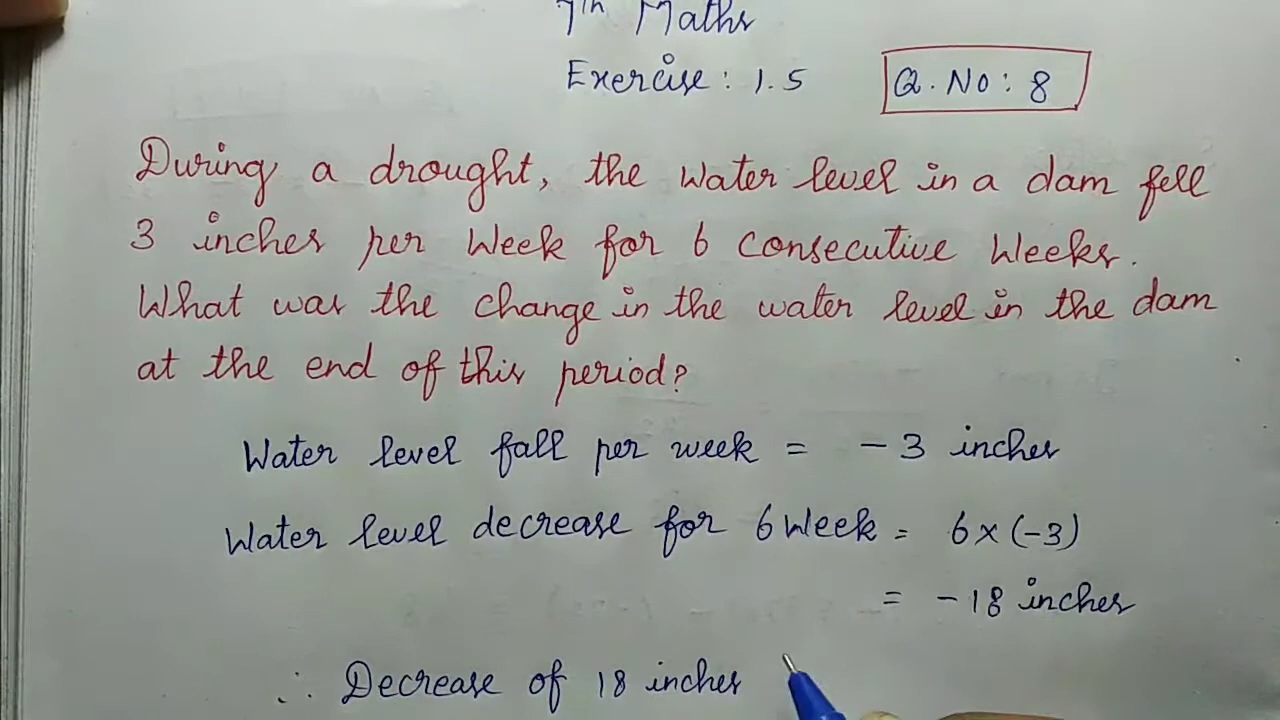 7th Maths
Exercise: 1.5 Q. No: 8
During a drought, the water level in a dam fell
3 inches per week for 6 consecutive weeks.
What was the change in the water level in the dam
at the end of this period?
Water level fall per week = -3 inches
Water level decrease for 6 week = 6 × (-3)
= -18 inches
∴ Decrease of 18 inches